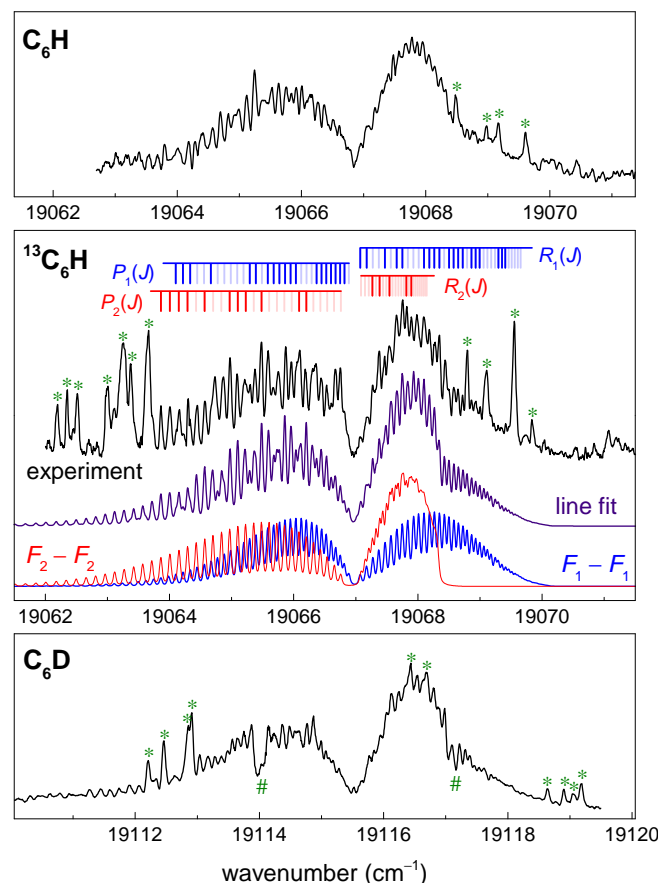 C₆H
* * * *
19062 19064 19066 19068 19070
¹³C₆H
P₁(J) R₁(J)
P₂(J) R₂(J)
* * * * * * * * * * *
experiment
line fit
F₂ – F₂ F₁ – F₁
19062 19064 19066 19068 19070
C₆D
* * * * * * * * * *
# #
19112 19114 19116 19118 19120
wavenumber (cm⁻¹)